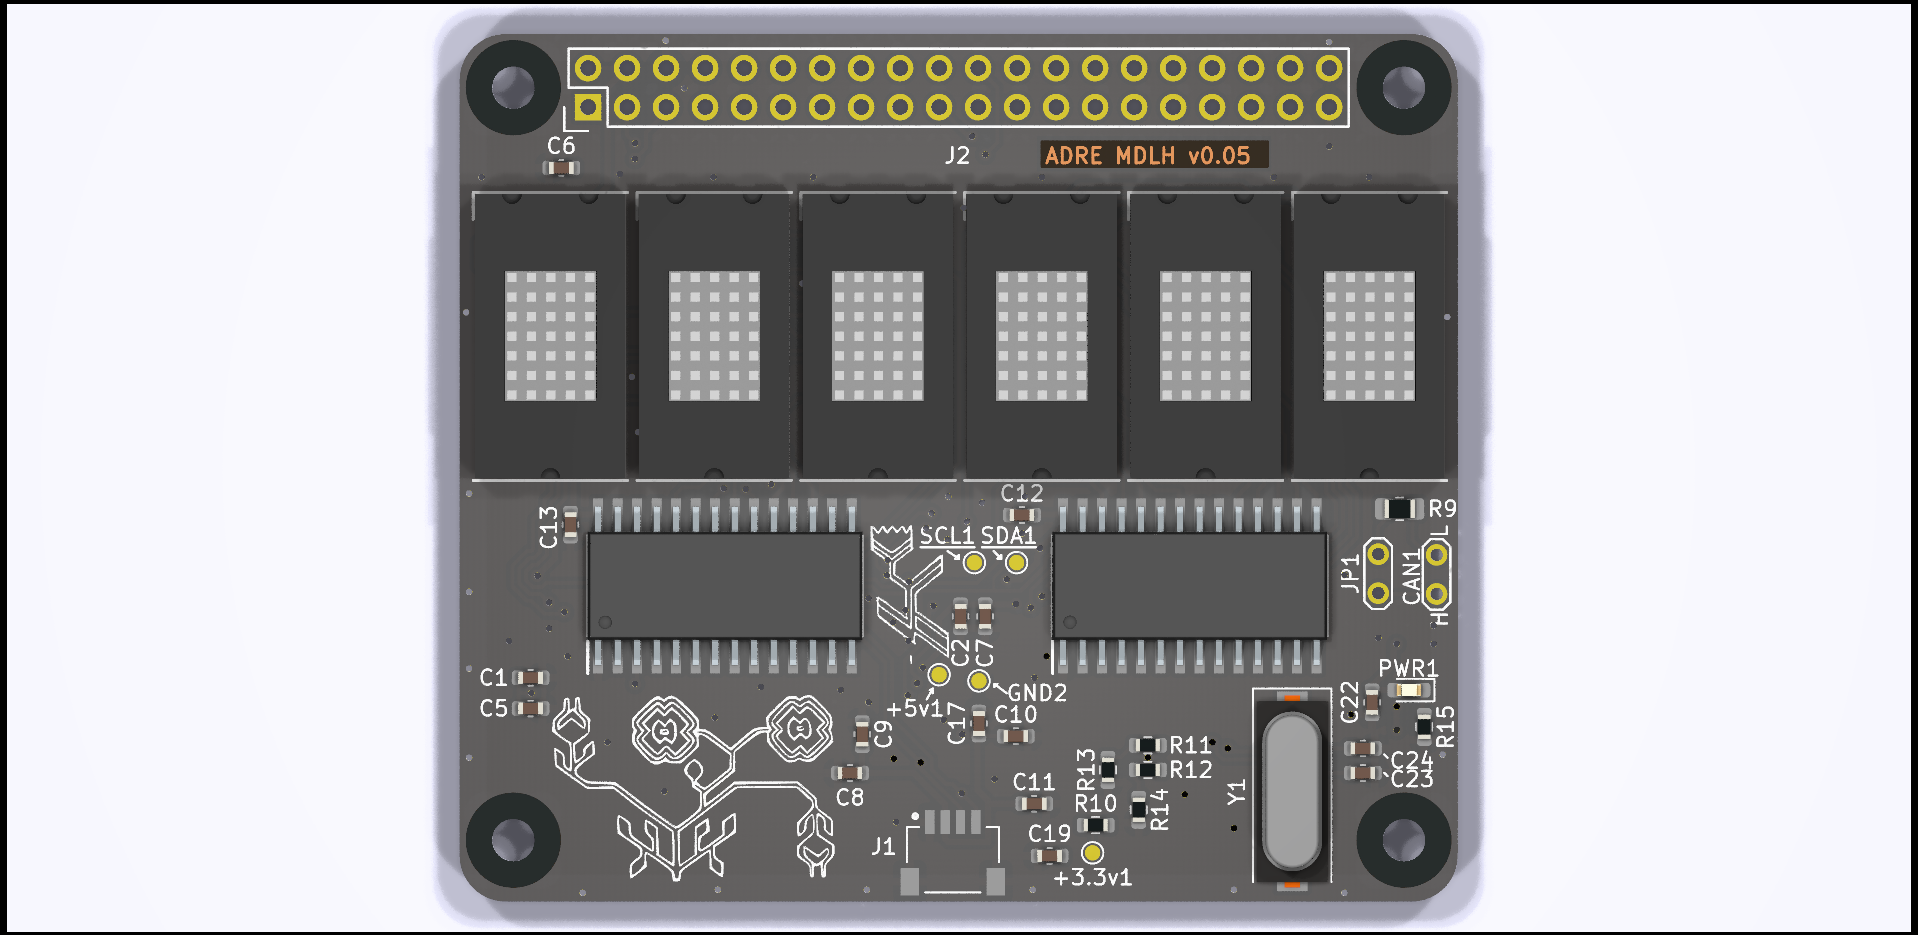 C6
J2
ADRE MDLH v0.05
C12
R9
C13
SCL1 SDA1
L
JP1
CAN1
H
C2
C7
C1
C5
GND2
+5v1
C17
C10
C9
C8
PWR1
C22
R15
C24
C23
R11
R12
R13
R10
R14
Y1
C11
C19
J1
+3.3v1